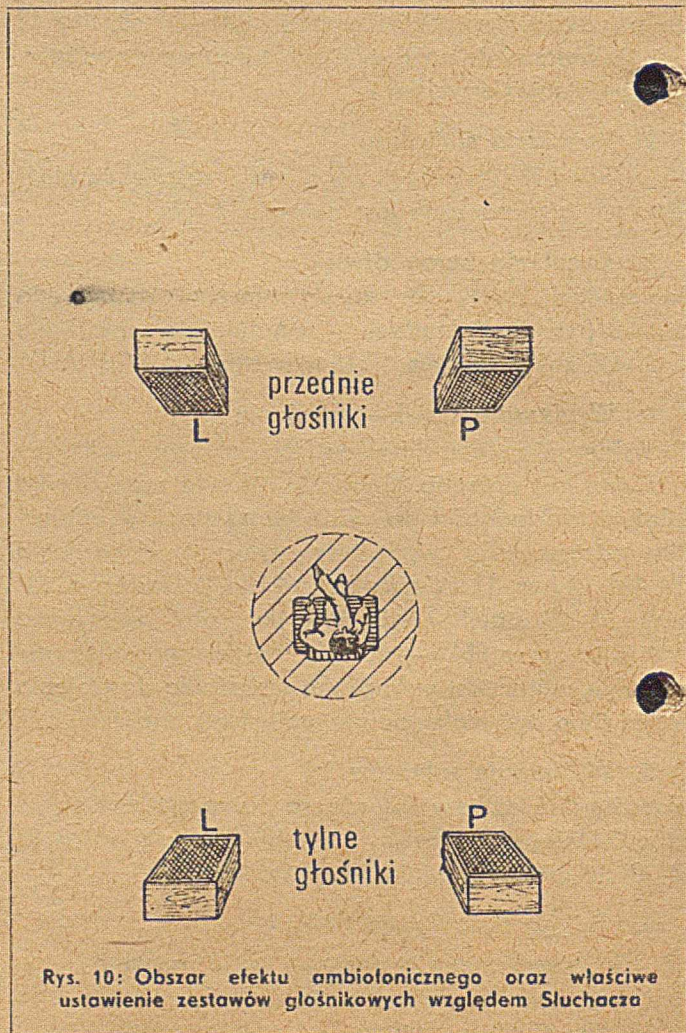 przednie
głośniki
L P
L P
tylne
głośniki
Rys. 10: Obszar efektu ambiofonicznego oraz właściwe
ustawienie zestawów głośnikowych względem Słuchacza